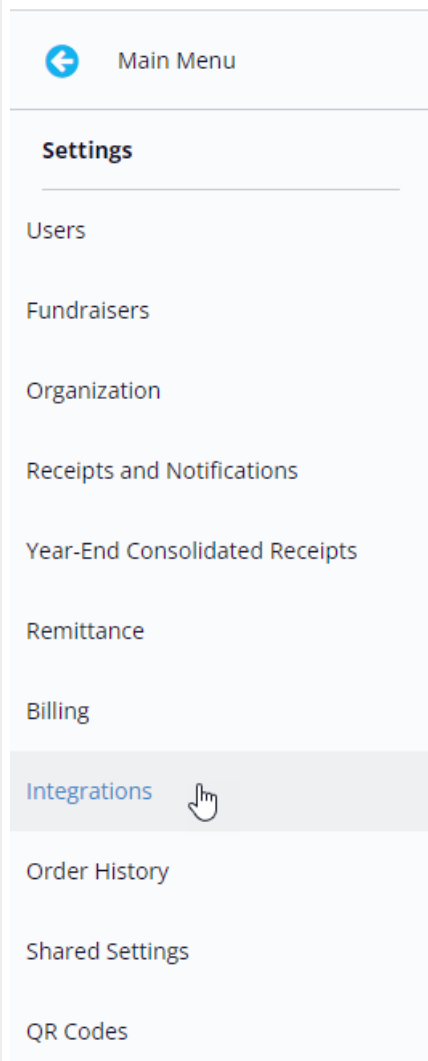 Main Menu
Settings
Users
Fundraisers
Organization
Receipts and Notifications
Year-End Consolidated Receipts
Remittance
Billing
Integrations
Order History
Shared Settings
QR Codes